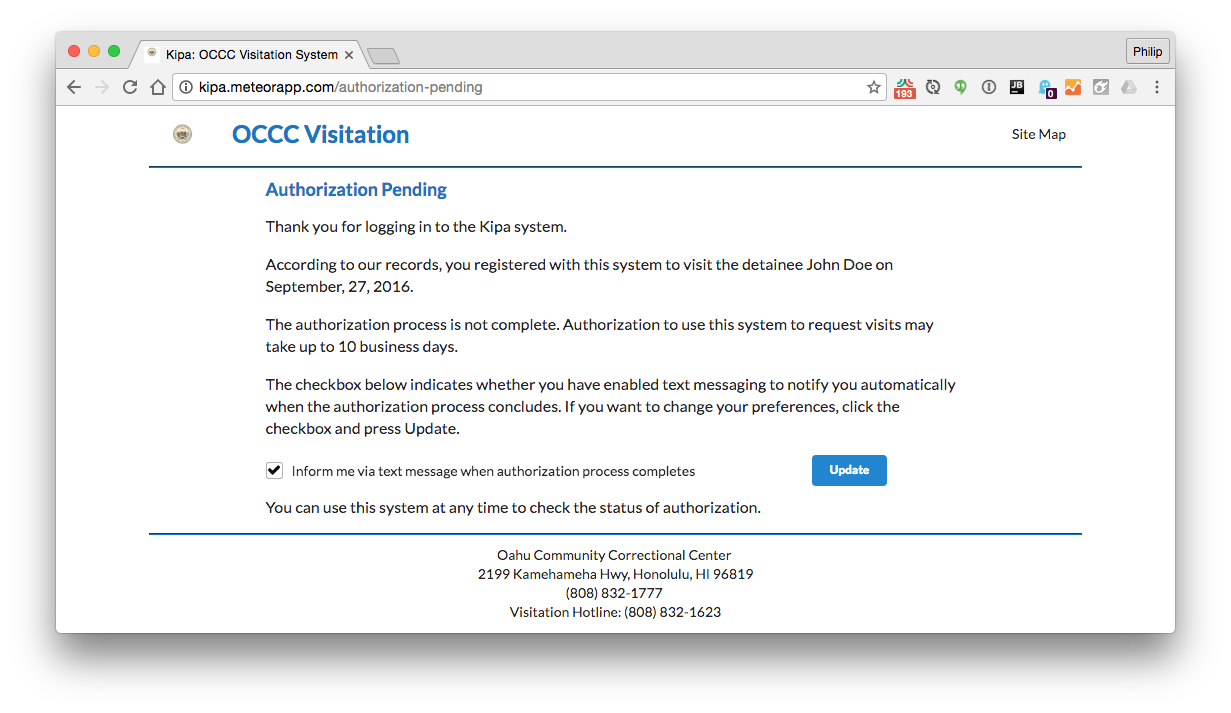 Kipa: OCCC Visitation System
Philip
kipa.meteorapp.com/authorization-pending
193
JB
0
OCCC Visitation
Site Map
Authorization Pending
Thank you for logging in to the Kipa system.
According to our records, you registered with this system to visit the detainee John Doe on
September, 27, 2016.
The authorization process is not complete. Authorization to use this system to request visits may
take up to 10 business days.
The checkbox below indicates whether you have enabled text messaging to notify you automatically
when the authorization process concludes. If you want to change your preferences, click the
checkbox and press Update.
Inform me via text message when authorization process completes
Update
You can use this system at any time to check the status of authorization.
Oahu Community Correctional Center
2199 Kamehameha Hwy, Honolulu, HI 96819
(808) 832-1777
Visitation Hotline: (808) 832-1623